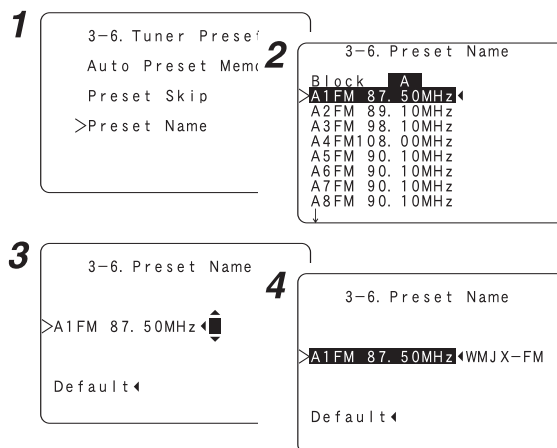 1
3-6. Tuner Preset
Auto Preset Memo
Preset Skip
>Preset Name
2
3-6. Preset Name
Block A
>A1FM 87. 50MHz◀
A2FM 89. 10MHz
A3FM 98. 10MHz
A4FM108. 00MHz
A5FM 90. 10MHz
A6FM 90. 10MHz
A7FM 90. 10MHz
A8FM 90. 10MHz
↓
3
3-6. Preset Name
>A1FM 87. 50MHz◀
Default◀
4
3-6. Preset Name
>A1FM 87. 50MHz◀WMJX-FM
Default◀